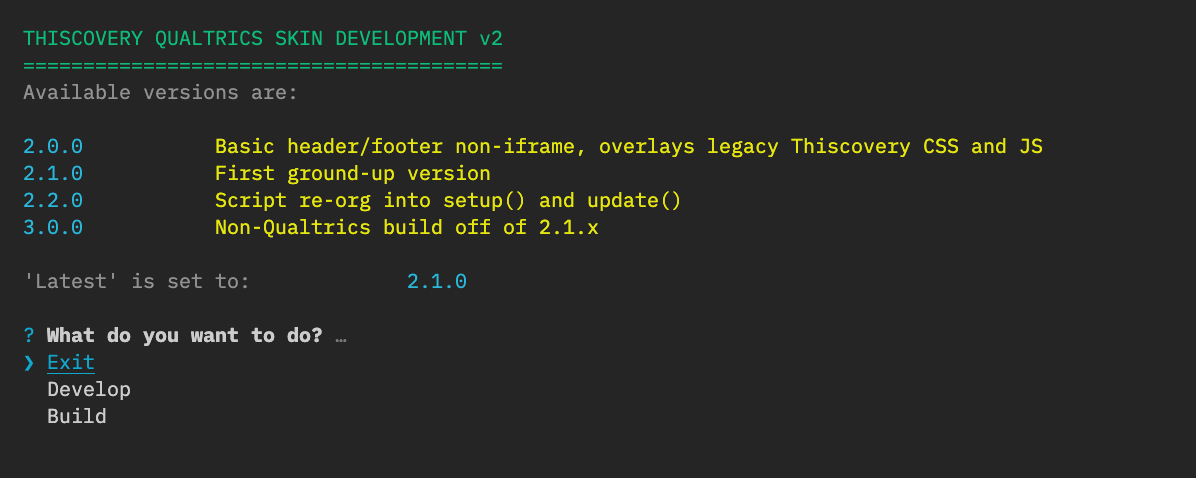 THISCOVERY QUALTRICS SKIN DEVELOPMENT v2
========================================
Available versions are:
2.0.0 Basic header/footer non-iframe, overlays legacy Thiscovery CSS and JS
2.1.0 First ground-up version
2.2.0 Script re-org into setup() and update()
3.0.0 Non-Qualtrics build off of 2.1.x
'Latest' is set to: 2.1.0
? What do you want to do? …
❯ Exit
Develop
Build